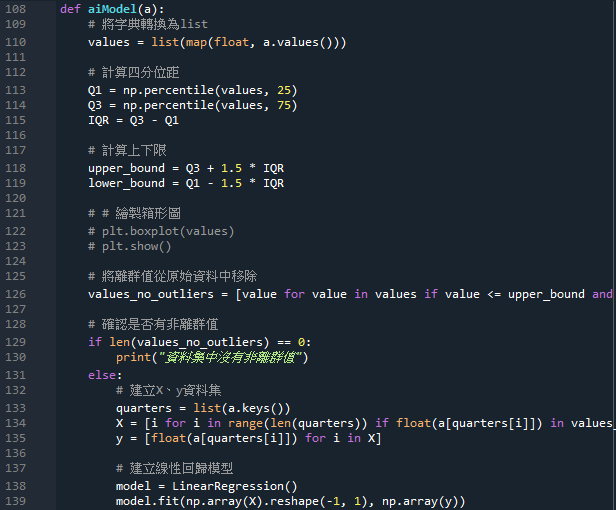 108 def aiModel(a):
109 # 將字典轉換為list
110 values = list(map(float, a.values()))
111
112 # 計算四分位距
113 Q1 = np.percentile(values, 25)
114 Q3 = np.percentile(values, 75)
115 IQR = Q3 - Q1
116
117 # 計算上下限
118 upper_bound = Q3 + 1.5 * IQR
119 lower_bound = Q1 - 1.5 * IQR
120
121 # # 繪製箱形圖
122 # plt.boxplot(values)
123 # plt.show()
124
125 # 將離群值從原始資料中移除
126 values_no_outliers = [value for value in values if value <= upper_bound and
127
128 # 確認是否有非離群值
129 if len(values_no_outliers) == 0:
130 print("資料集中沒有非離群值")
131 else:
132 # 建立X、y資料集
133 quarters = list(a.keys())
134 X = [i for i in range(len(quarters)) if float(a[quarters[i]]) in values_
135 y = [float(a[quarters[i]]) for i in X]
136
137 # 建立線性回歸模型
138 model = LinearRegression()
139 model.fit(np.array(X).reshape(-1, 1), np.array(y))